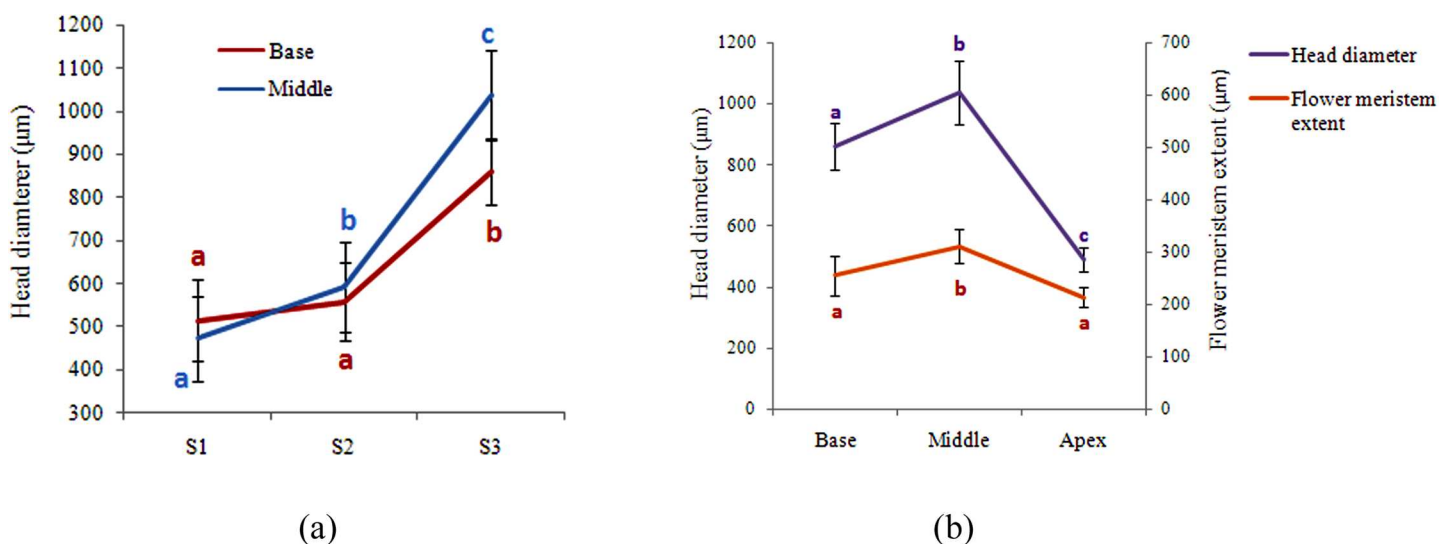 1200
1100
1000
900
800
700
600
500
400
300
Head diamterer (µm)
Base
Middle
a
a
b
a
c
b
S1
S2
S3
(a)
1200
1000
800
600
400
200
0
Head diameter (µm)
700
600
500
400
300
200
100
0
Flower meristem extent (µm)
Head diameter
Flower meristem
extent
a
b
c
a
b
a
Base
Middle
Apex
(b)